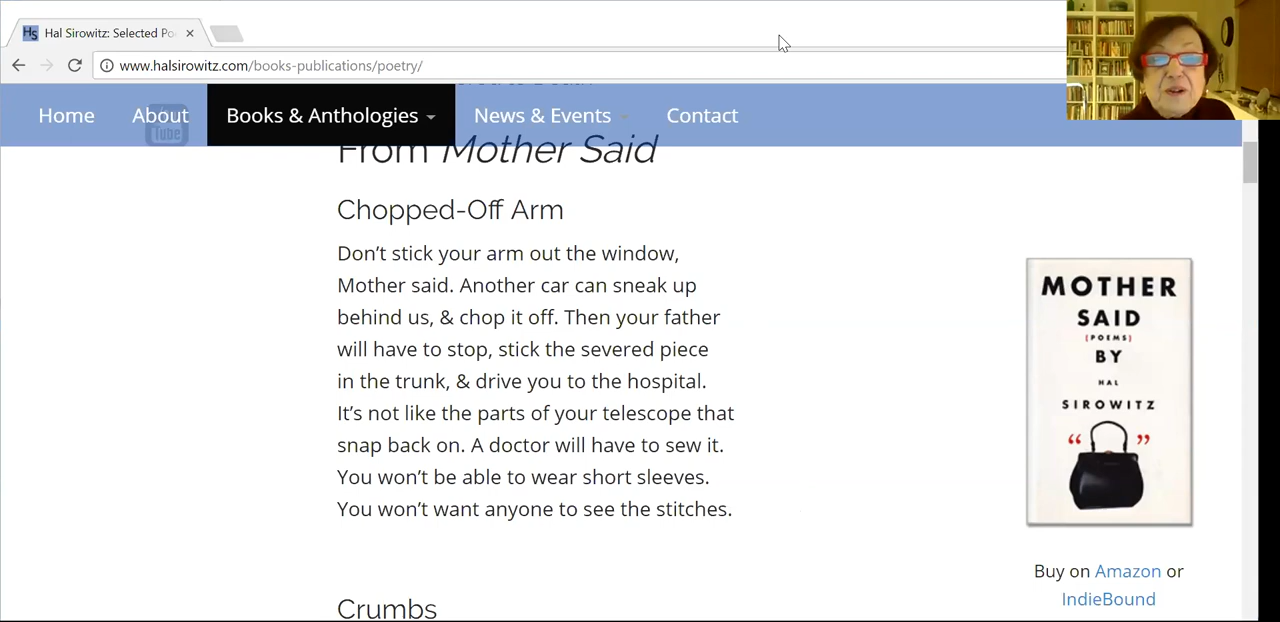 Hal Sirowitz: Selected Po
www.halsirowitz.com/books-publications/poetry/
Home About Books & Anthologies News & Events Contact
You
Tube
From Mother Said
Chopped-Off Arm
Don’t stick your arm out the window,
Mother said. Another car can sneak up
behind us, & chop it off. Then your father
will have to stop, stick the severed piece
in the trunk, & drive you to the hospital.
It’s not like the parts of your telescope that
snap back on. A doctor will have to sew it.
You won’t be able to wear short sleeves.
You won’t want anyone to see the stitches.
Crumbs
MOTHER
SAID
[POEMS]
BY
HAL
SIROWITZ
“ ”
Buy on Amazon or
IndieBound